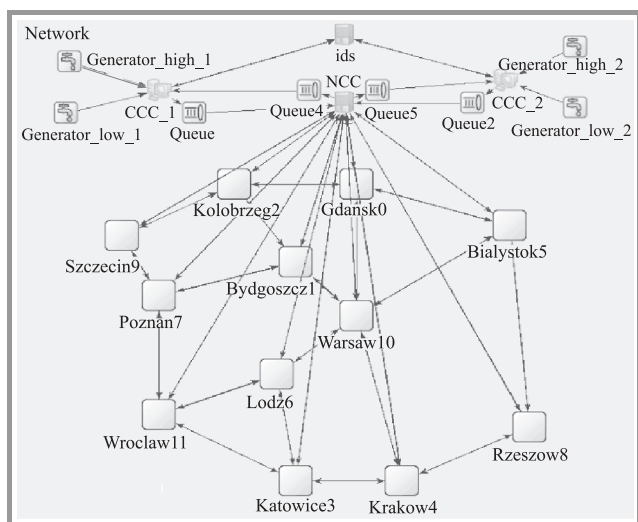 Network
Generator_high_1
ids
Generator_high_2
NCC
CCC_1
CCC_2
Queue4
Queue5
Generator_low_1
Queue
Queue2
Generator_low_2
Kolobrzeg2
Gdansk0
Szczecin9
Bialystok5
Bydgoszcz1
Poznan7
Warsaw10
Lodz6
Wroclaw11
Rzeszow8
Katowice3
Krakow4